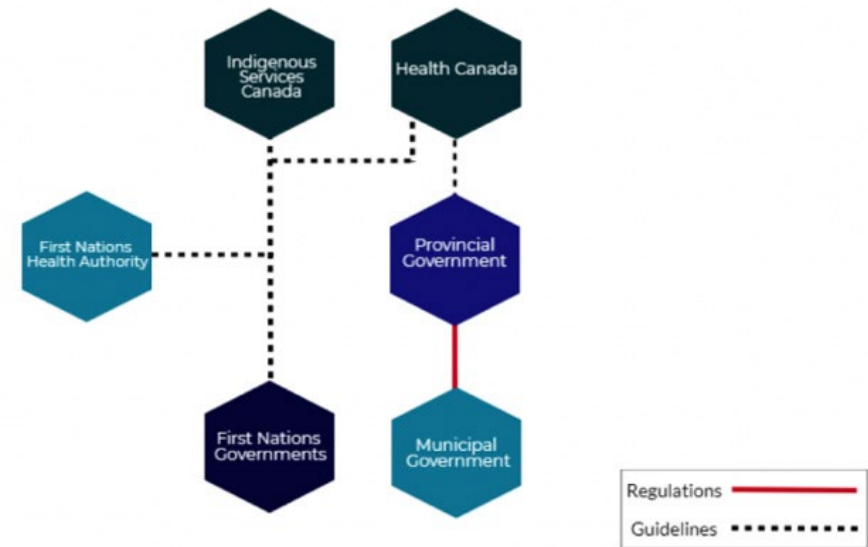 Indigenous
Services
Canada
Health Canada
First Nations
Health Authority
Provincial
Government
First Nations
Governments
Municipal
Government
Regulations
Guidelines